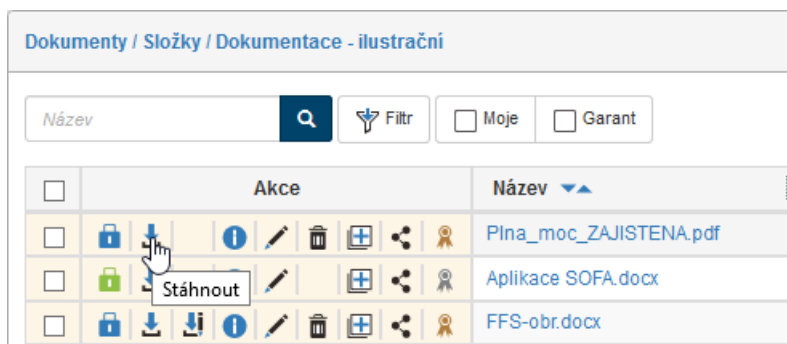 Dokumenty / Složky / Dokumentace - ilustrační
Název Filtr Moje Garant
Akce Název
Plna_moc_ZAJISTENA.pdf
Aplikace SOFA.docx
Stáhnout
FFS-obr.docx